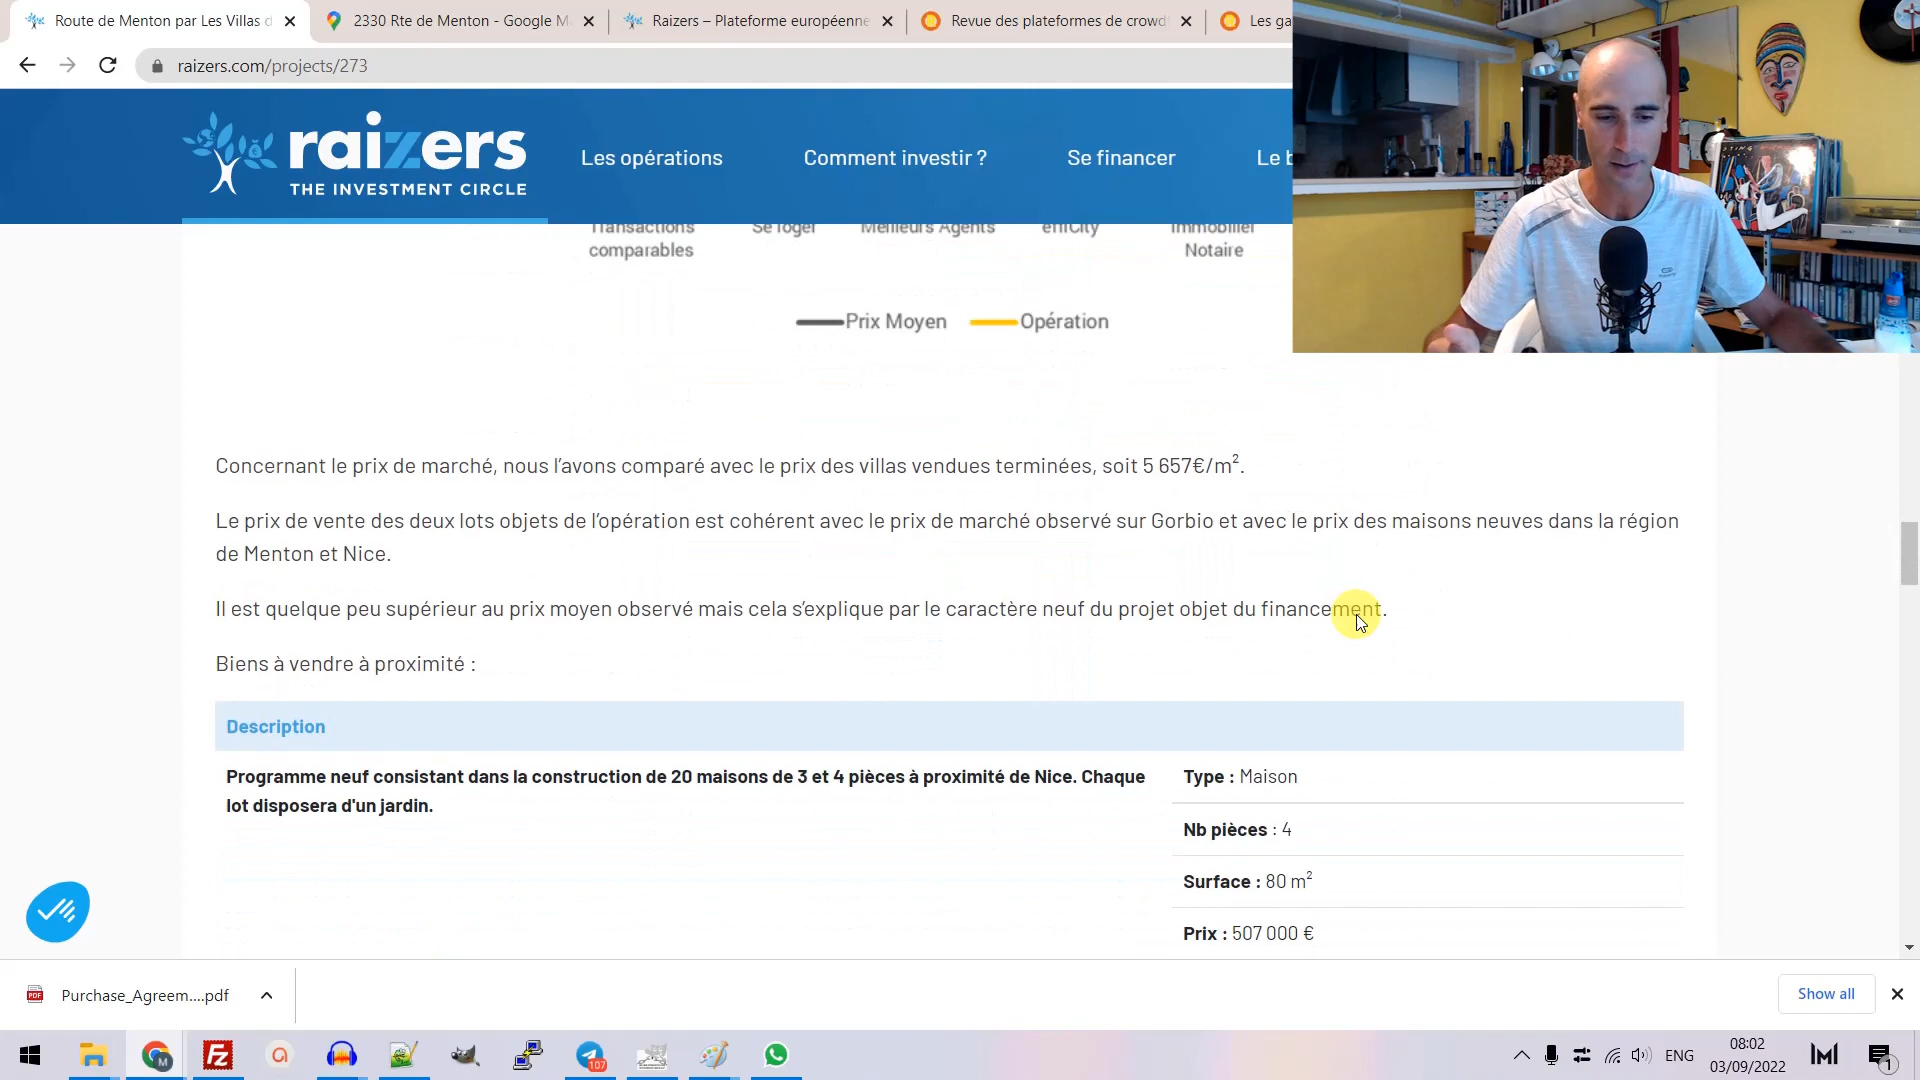 Route de Menton par Les Villas d
2330 Rte de Menton - Google M
Raizers – Plateforme européenne
Revue des plateformes de crowd
Les ga
raizers.com/projects/273
raizers
THE INVESTMENT CIRCLE
Les opérations
Comment investir ?
Se financer
Le b
Transactions
comparables
Se loger
Meilleurs Agents
effiCity
Immobilier
Notaire
Prix Moyen
Opération
Concernant le prix de marché, nous l'avons comparé avec le prix des villas vendues terminées, soit 5 657€/m².
Le prix de vente des deux lots objets de l'opération est cohérent avec le prix de marché observé sur Gorbio et avec le prix des maisons neuves dans la région
de Menton et Nice.
Il est quelque peu supérieur au prix moyen observé mais cela s'explique par le caractère neuf du projet objet du financement.
Biens à vendre à proximité :
Description
Programme neuf consistant dans la construction de 20 maisons de 3 et 4 pièces à proximité de Nice. Chaque
lot disposera d'un jardin.
Type : Maison
Nb pièces : 4
Surface : 80 m²
Prix : 507 000 €
Purchase_Agreem....pdf
Show all
107
ENG
08:02
03/09/2022
1
STING